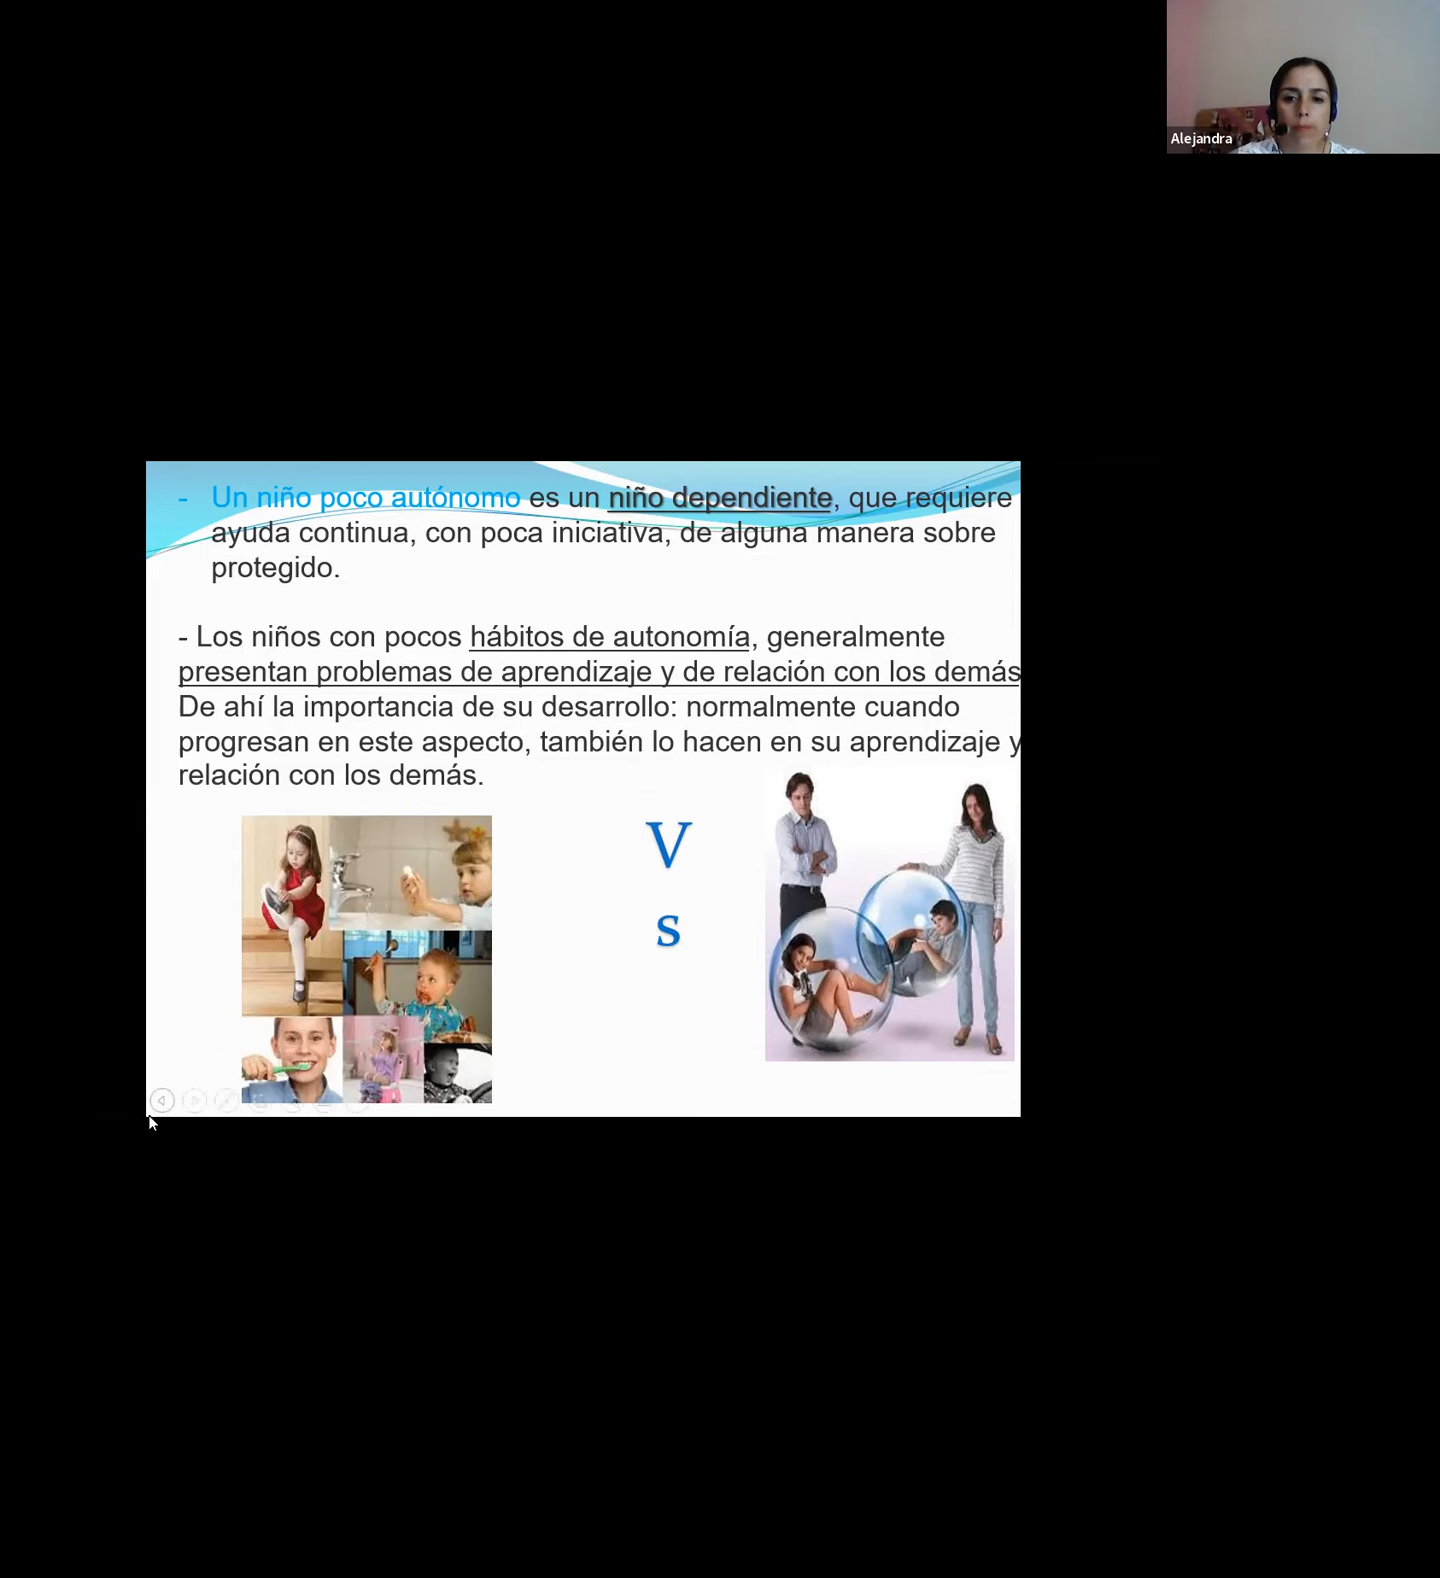 Alejandra
- Un niño poco autónomo es un niño dependiente, que requiere
ayuda continua, con poca iniciativa, de alguna manera sobre
protegido.
- Los niños con pocos hábitos de autonomía, generalmente
presentan problemas de aprendizaje y de relación con los demás
De ahí la importancia de su desarrollo: normalmente cuando
progresan en este aspecto, también lo hacen en su aprendizaje y
relación con los demás.
V
s